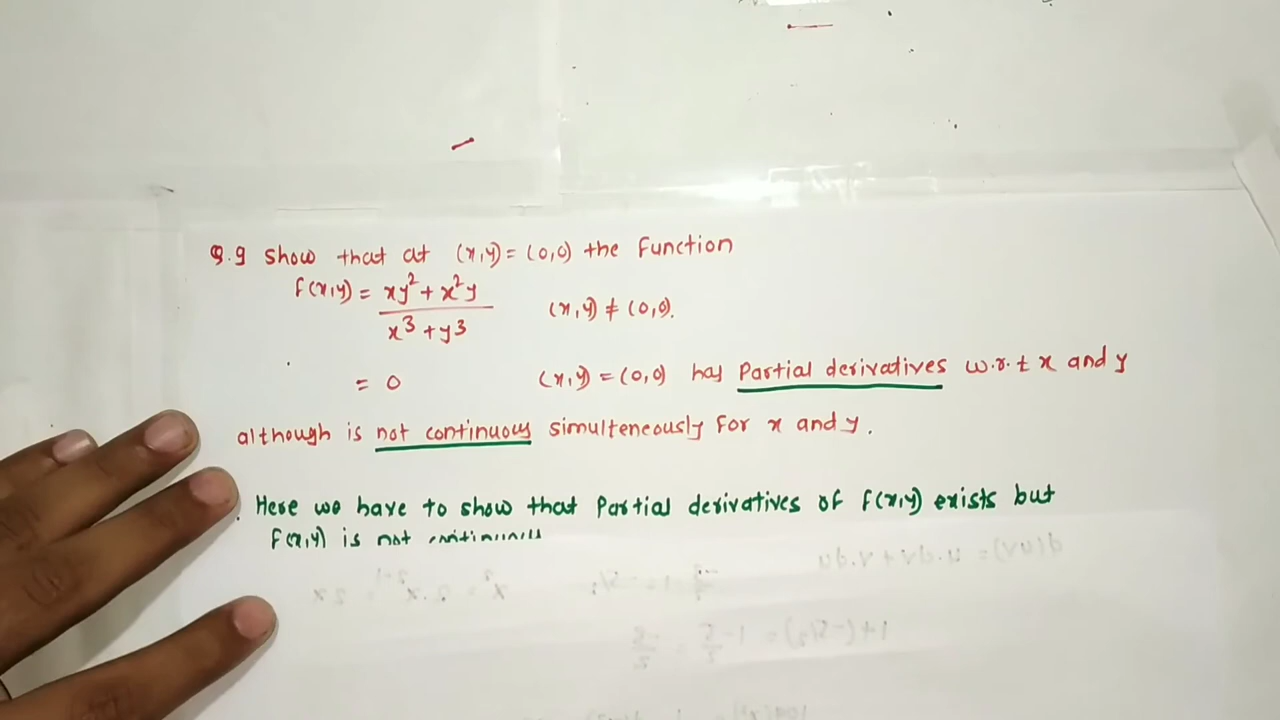 Q.9 show that at (x,y) = (0,0) the function
f(x,y) = xy² + x²y / x³ + y³ (x,y) ≠ (0,0).
= 0 (x,y) = (0,0) has Partial derivatives w.r.t x and y
although is not continuous simulteneously for x and y.
Here we have to show that Partial derivatives of f(x,y) exists but
f(x,y) is not continuous